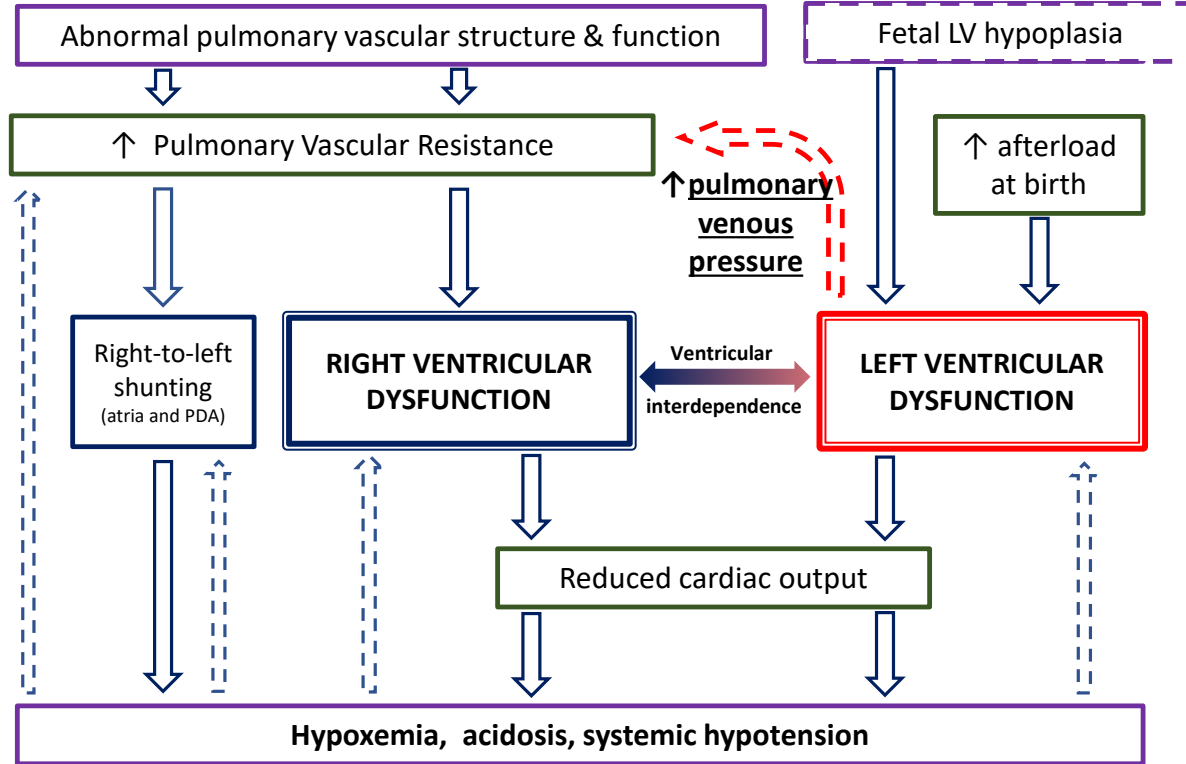 Abnormal pulmonary vascular structure & function
Fetal LV hypoplasia
↑ Pulmonary Vascular Resistance
↑ afterload
at birth
↑pulmonary
venous
pressure
Right-to-left
shunting
(atria and PDA)
RIGHT VENTRICULAR
DYSFUNCTION
Ventricular
interdependence
LEFT VENTRICULAR
DYSFUNCTION
Reduced cardiac output
Hypoxemia, acidosis, systemic hypotension